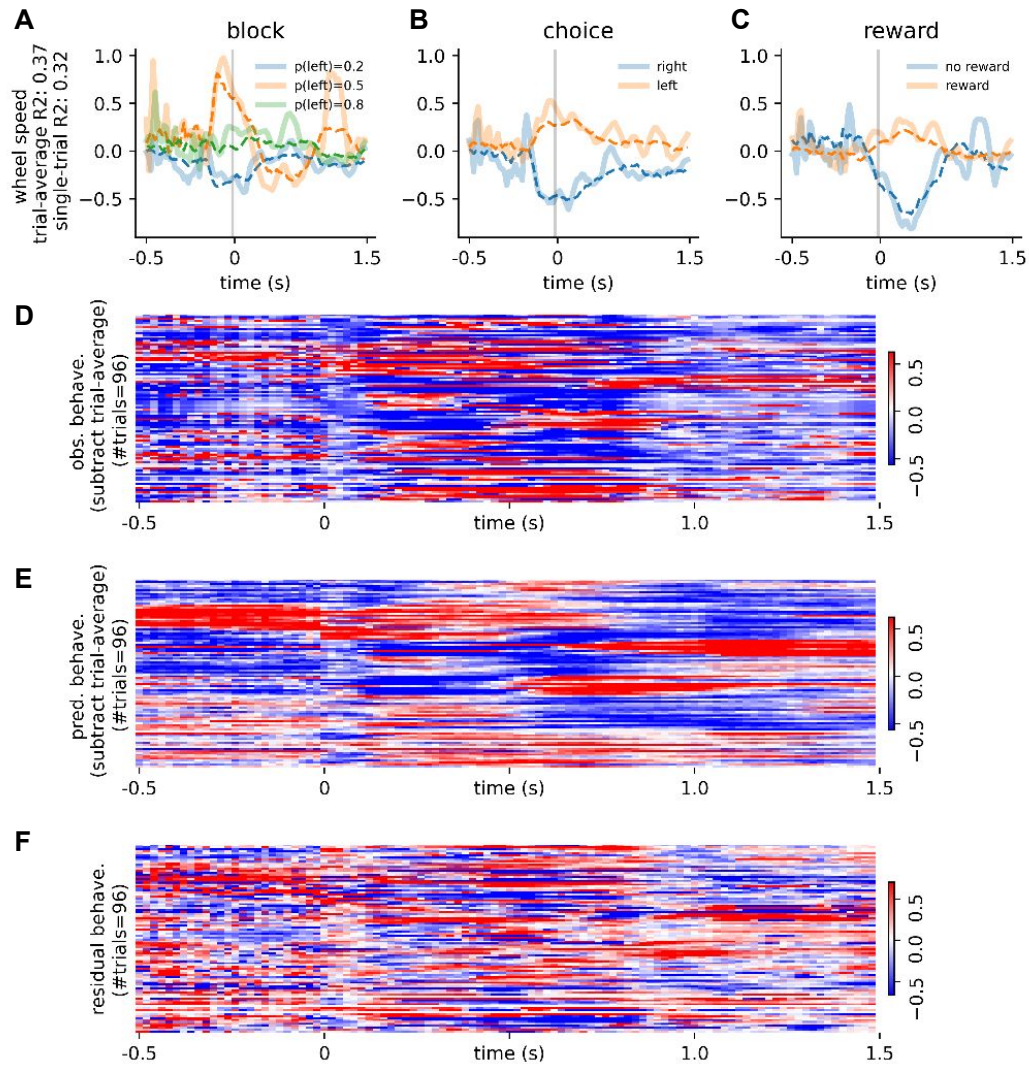 A
block
wheel speed
trial-average R2: 0.37
single-trial R2: 0.32
1.0
0.5
0.0
−0.5
p(left)=0.2
p(left)=0.5
p(left)=0.8
-0.5
0
1.5
time (s)
B
choice
1.0
0.5
0.0
−0.5
right
left
-0.5
0
1.5
time (s)
C
reward
1.0
0.5
0.0
−0.5
no reward
reward
-0.5
0
1.5
time (s)
D
obs. behave.
(subtract trial-average)
(#trials=96)
-0.5
0
time (s)
1.0
1.5
0.5
0.0
−0.5
E
pred. behave.
(subtract trial-average)
(#trials=96)
-0.5
0
time (s)
1.0
1.5
0.5
0.0
−0.5
F
residual behave.
(#trials=96)
-0.5
0
time (s)
1.0
1.5
0.5
0.0
−0.5